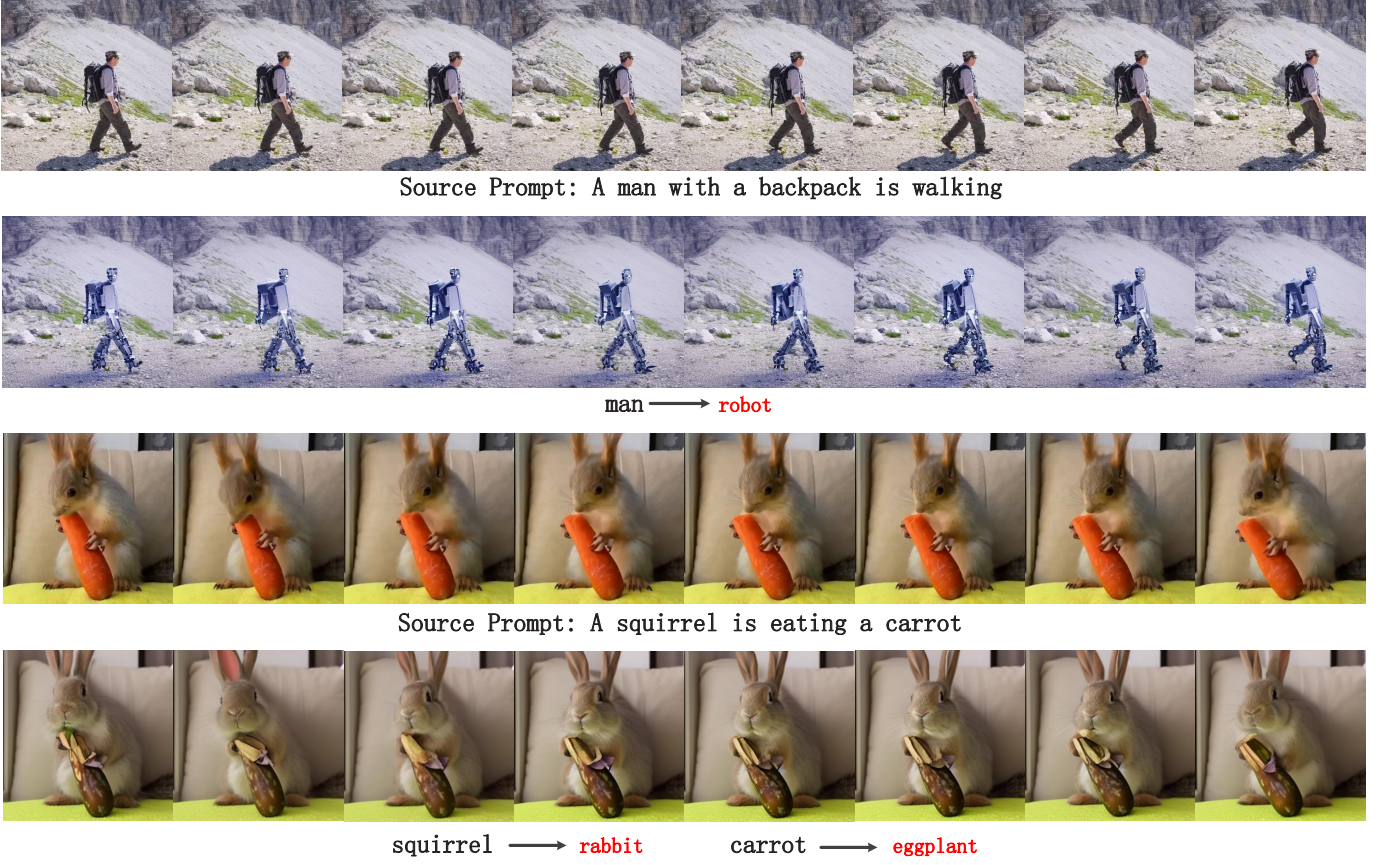 Source Prompt: A man with a backpack is walking
man → robot
Source Prompt: A squirrel is eating a carrot
squirrel → rabbit carrot → eggplant